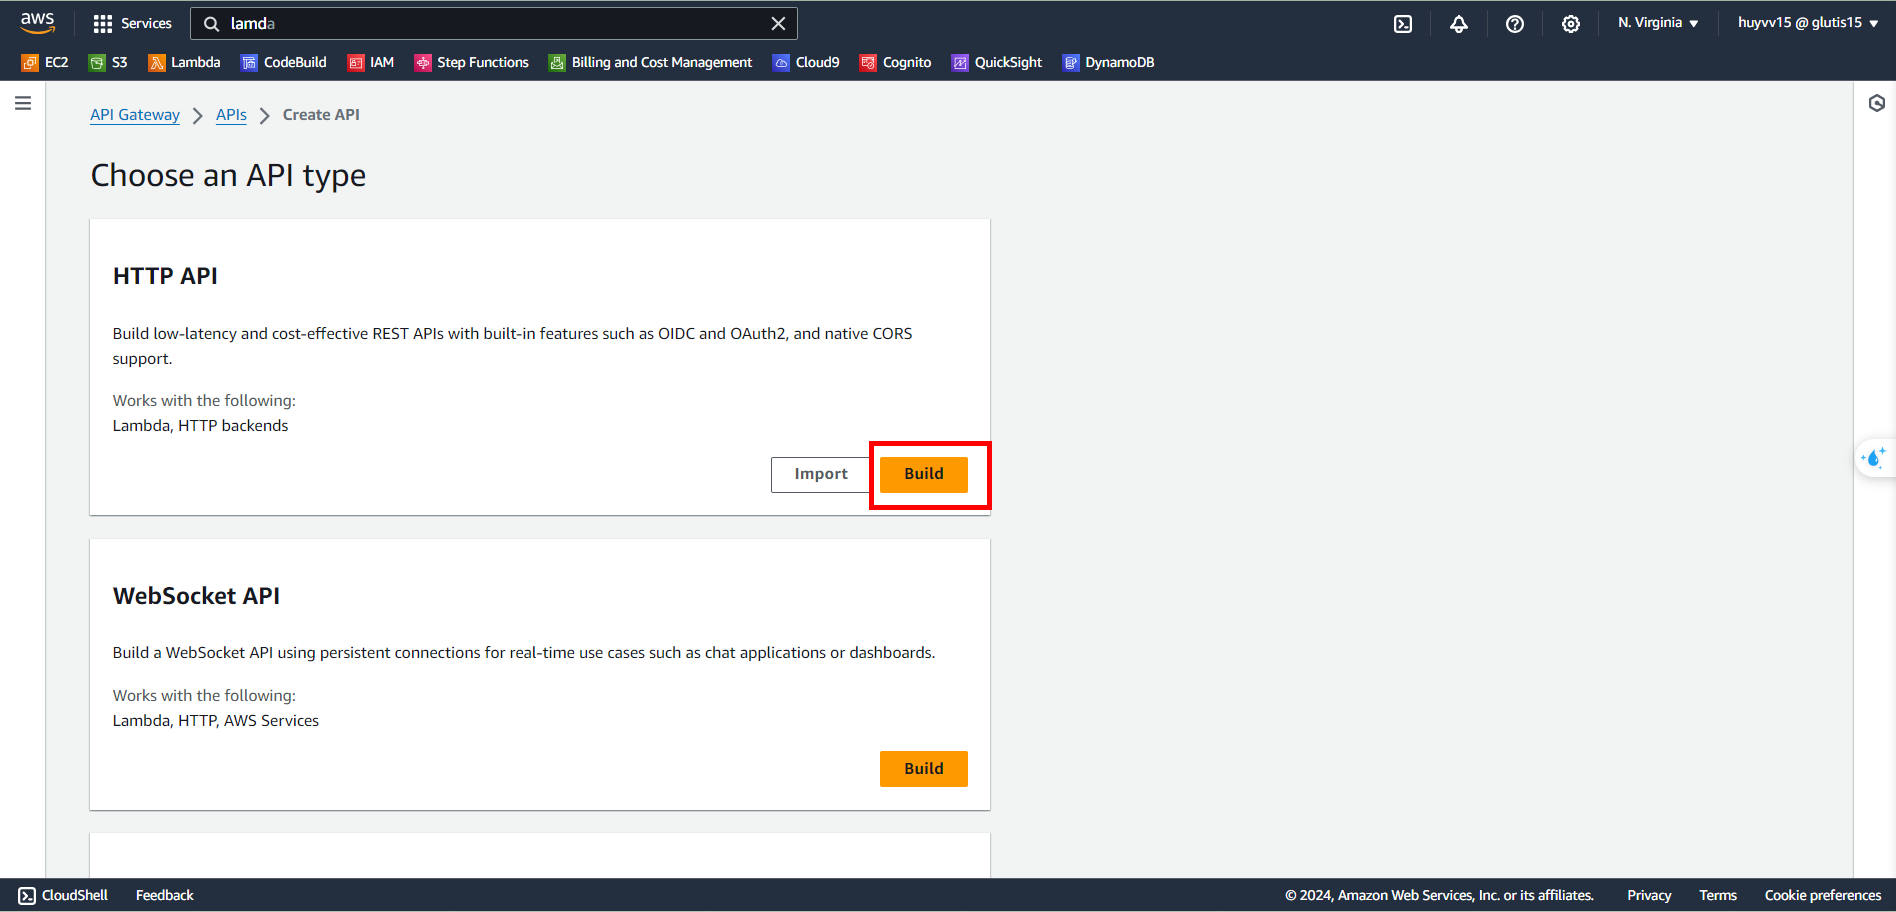 aws Services lamda N. Virginia huyvv15 @ glutis15
EC2 S3 Lambda CodeBuild IAM Step Functions Billing and Cost Management Cloud9 Cognito QuickSight DynamoDB
API Gateway APIs Create API
Choose an API type
HTTP API
Build low-latency and cost-effective REST APIs with built-in features such as OIDC and OAuth2, and native CORS
support.
Works with the following:
Lambda, HTTP backends
Import Build
WebSocket API
Build a WebSocket API using persistent connections for real-time use cases such as chat applications or dashboards.
Works with the following:
Lambda, HTTP, AWS Services
Build
CloudShell Feedback © 2024, Amazon Web Services, Inc. or its affiliates. Privacy Terms Cookie preferences